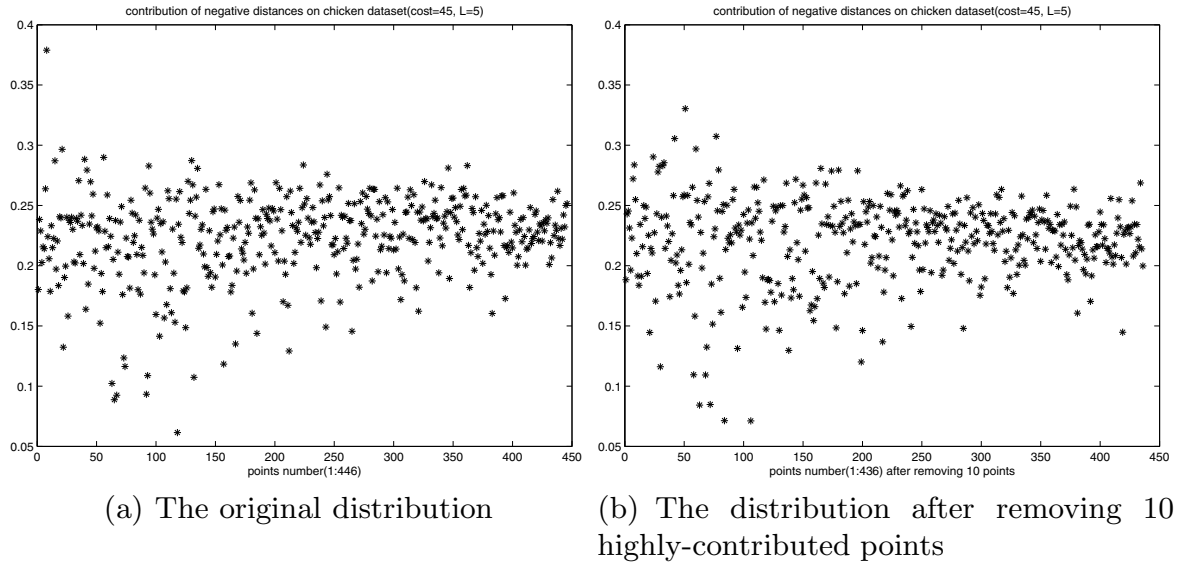 contribution of negative distances on chicken dataset(cost=45, L=5)
0.4
0.35
0.3
0.25
0.2
0.15
0.1
0.05
0 50 100 150 200 250 300 350 400 450
points number(1:446)
(a) The original distribution
contribution of negative distances on chicken dataset(cost=45, L=5)
0.4
0.35
0.3
0.25
0.2
0.15
0.1
0.05
0 50 100 150 200 250 300 350 400 450
points number(1:436) after removing 10 points
(b) The distribution after removing 10
highly-contributed points